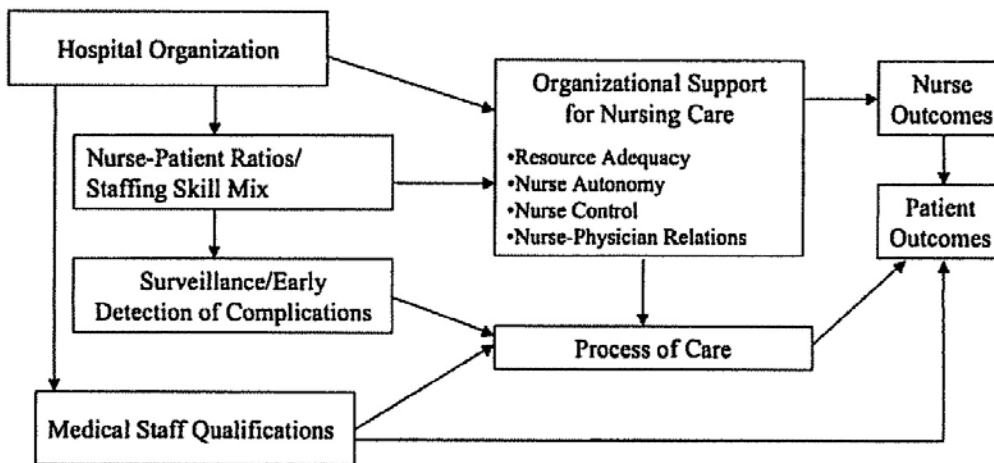 Hospital Organization
Nurse-Patient Ratios/
Staffing Skill Mix
Surveillance/Early
Detection of Complications
Medical Staff Qualifications
Organizational Support
for Nursing Care
•Resource Adequacy
•Nurse Autonomy
•Nurse Control
•Nurse-Physician Relations
Process of Care
Nurse
Outcomes
Patient
Outcomes